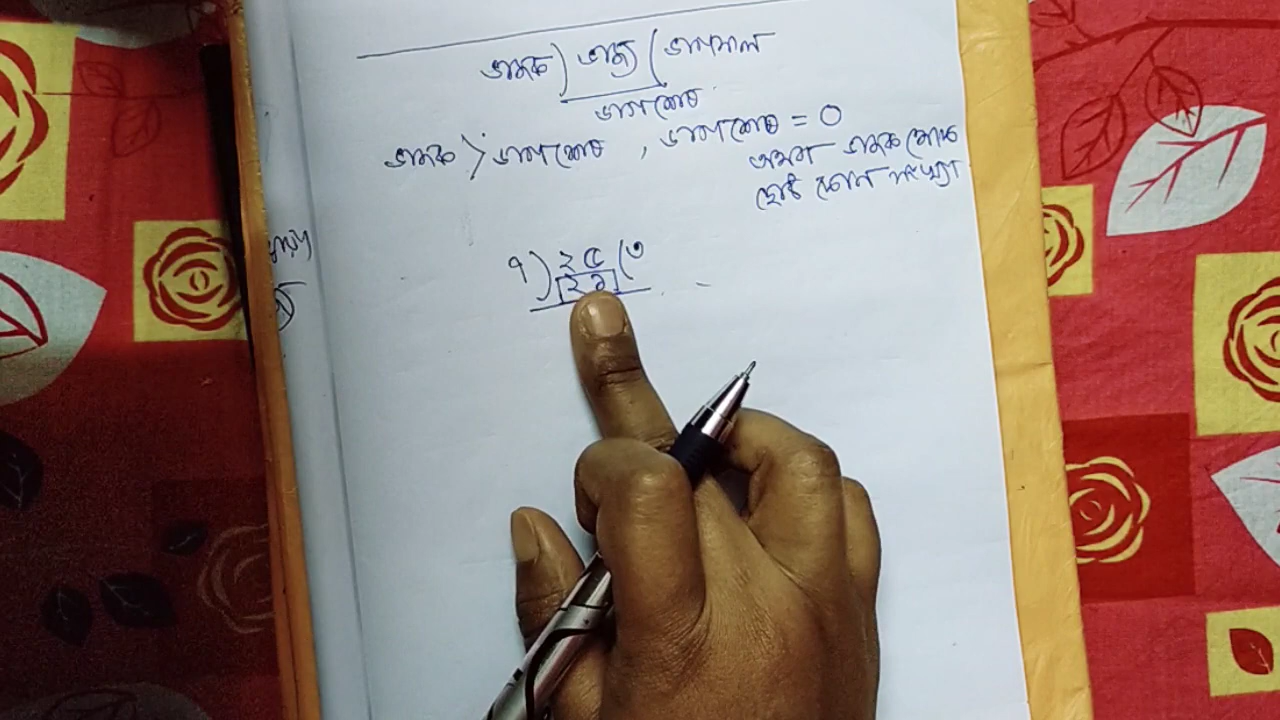 ভাজক) ভাজ্য (ভাগফল
ভাগশেষ
ভাজক > ভাগশেষ , ভাগশেষ = 0
অথবা ভাজক থেকে
ছোট কোন সংখ্যা
৭) ২৫ (৩
২১